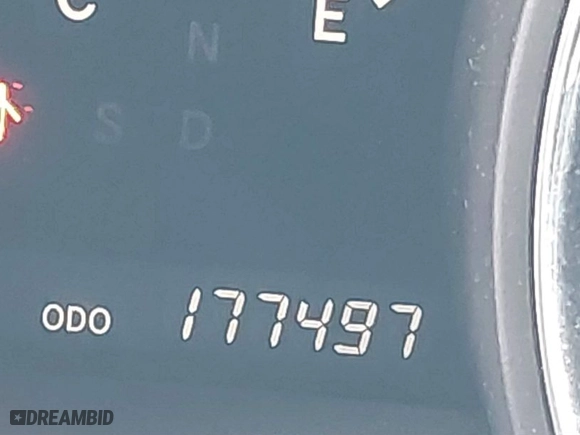 C E
N
S D
ODO 177497
DREAMBID